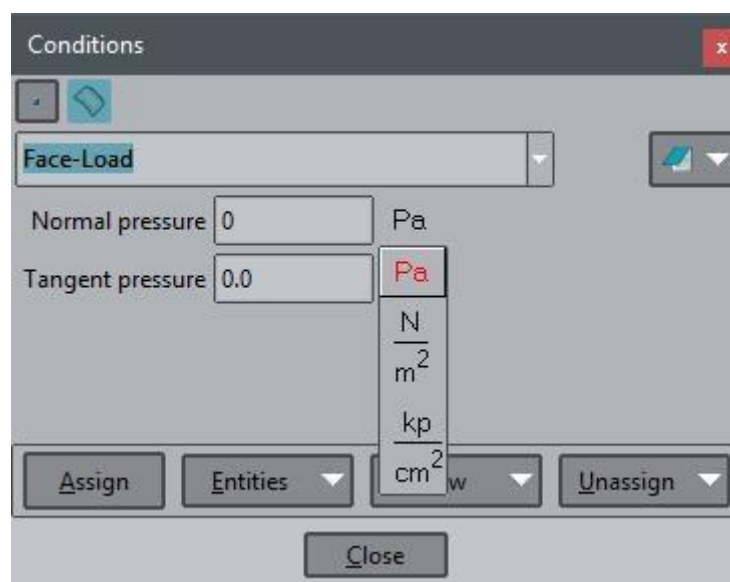 Conditions
x
Face-Load
Normal pressure 0 Pa
Tangent pressure 0.0 Pa
N
m2
kp
cm2
Assign Entities w Unassign
Close